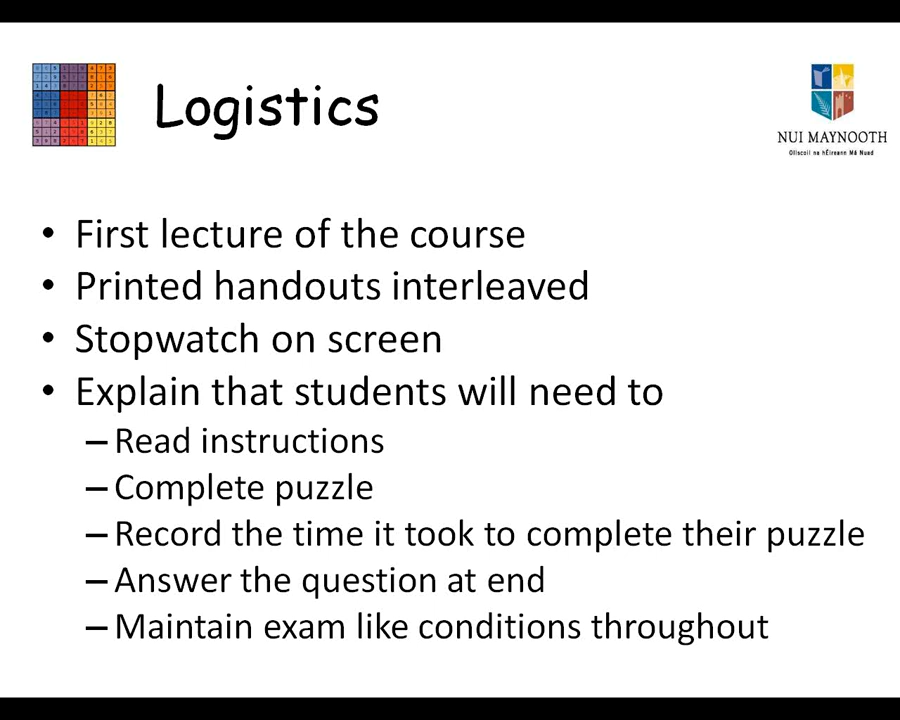 Logistics
NUI MAYNOOTH
Ollscoil na hÉireann Má Nuad
• First lecture of the course
• Printed handouts interleaved
• Stopwatch on screen
• Explain that students will need to
– Read instructions
– Complete puzzle
– Record the time it took to complete their puzzle
– Answer the question at end
– Maintain exam like conditions throughout